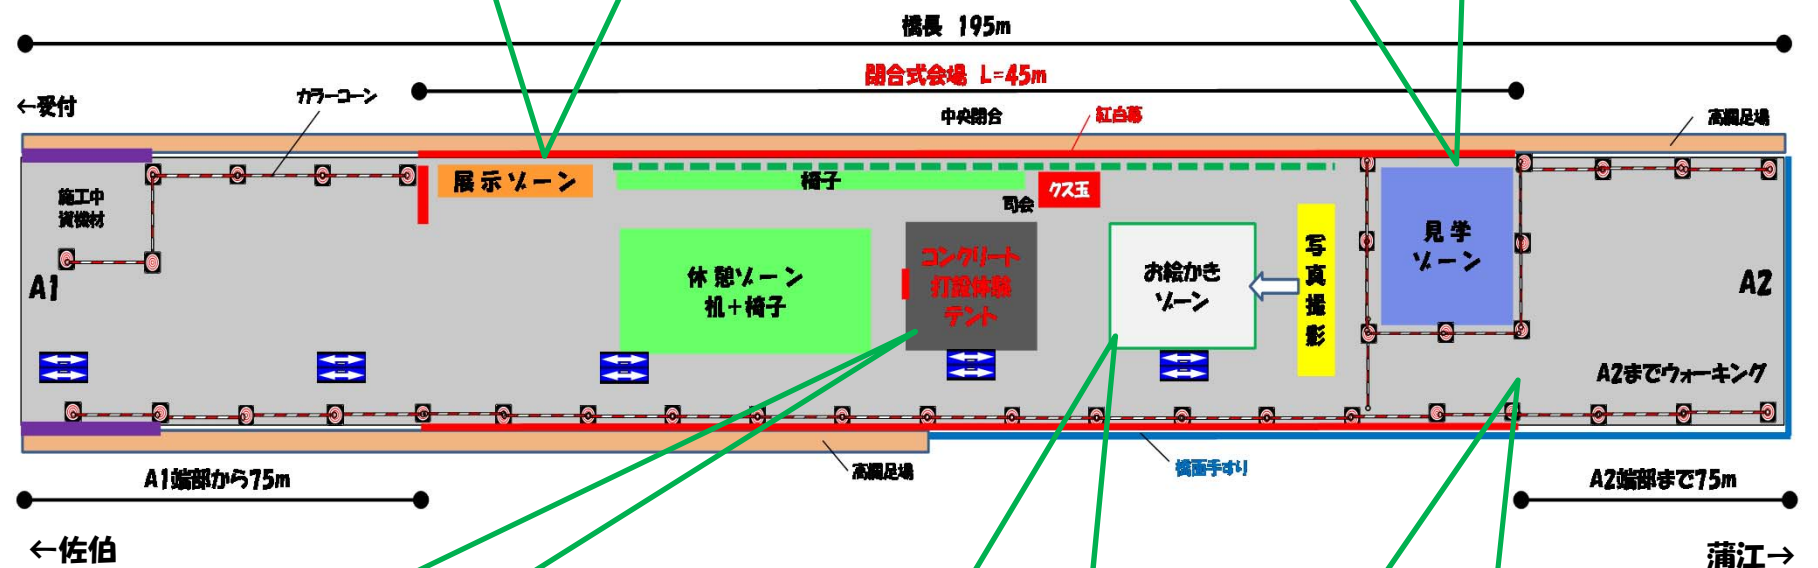 橋長 195m
閉合式会場 L=45m
←受付
カラーコーン
中央閉合
紅白幕
高欄足場
展示ゾーン
椅子
クス玉
司会
施工中
資機材
見学
ゾーン
写真撮影
コンクリート
打設体験
テント
お絵かき
ゾーン
休憩ゾーン
机+椅子
A1
A2
A2までウォーキング
高欄足場
橋面手すり
A1端部から75m
A2端部まで75m
←佐伯
蒲江→